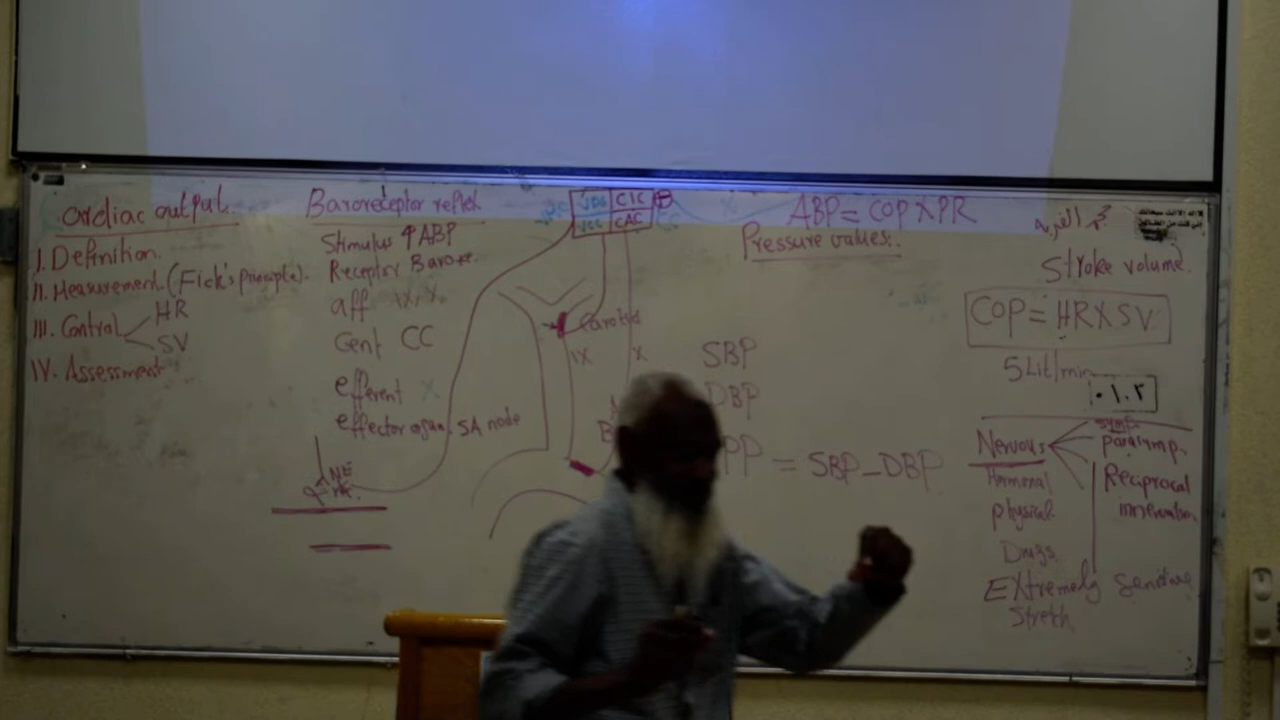 Cardiac output.
I. Definition.
II. Measurement. (Fick's Principle).
III. Control
HR
SV
IV. Assessment
Baroreceptor reflex
Stimulus ↑ ABP
Receptor Baro
aff IX, X
Cent CC
efferent X
effector organ. SA node
NE
VCC
CIC
CAC
Carotid
IX
X
B
ABP = COP X PR
Pressure values.
SBP
DBP
PP = SBP - DBP
Stroke volume.
COP = HR X SV
5 Lit/min
٠١٠٢
Nervous
symp.
parasymp.
Hormonal
Reciprocal
innervation
physical
Drugs
Extremely sensitive
Stretch